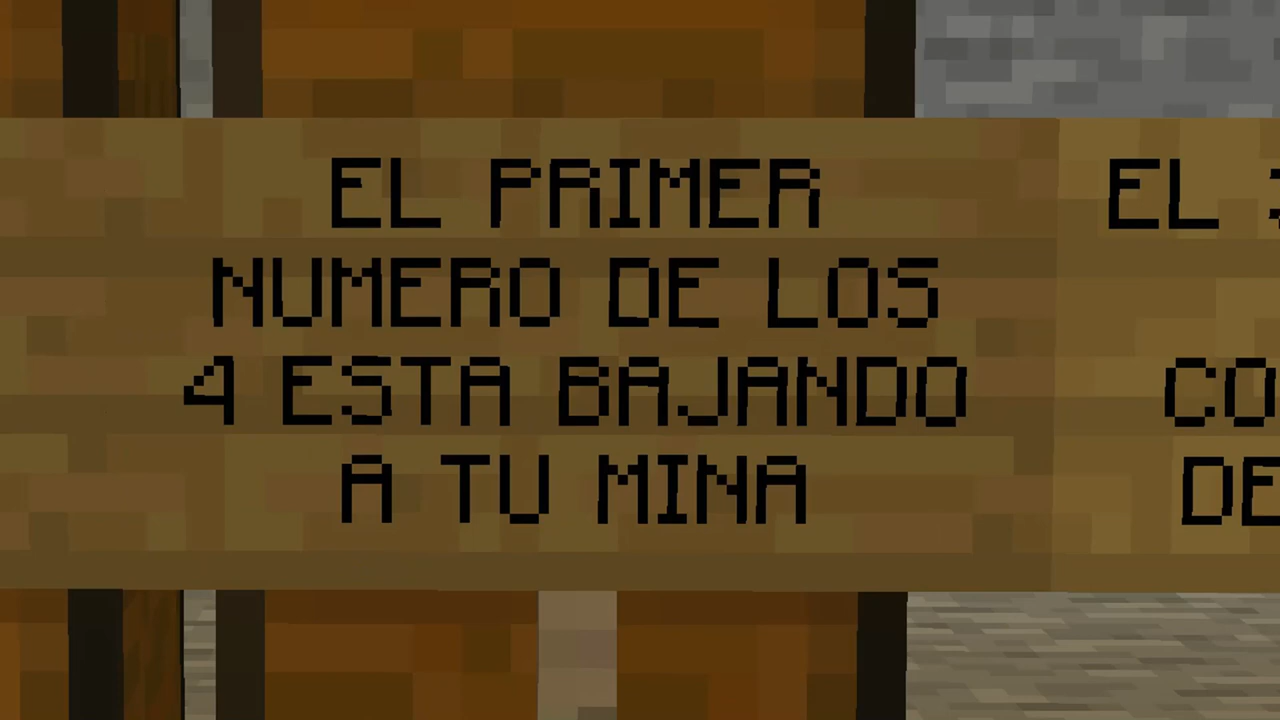 EL PRIMER
NUMERO DE LOS
4 ESTA BAJANDO
A TU MINA
EL